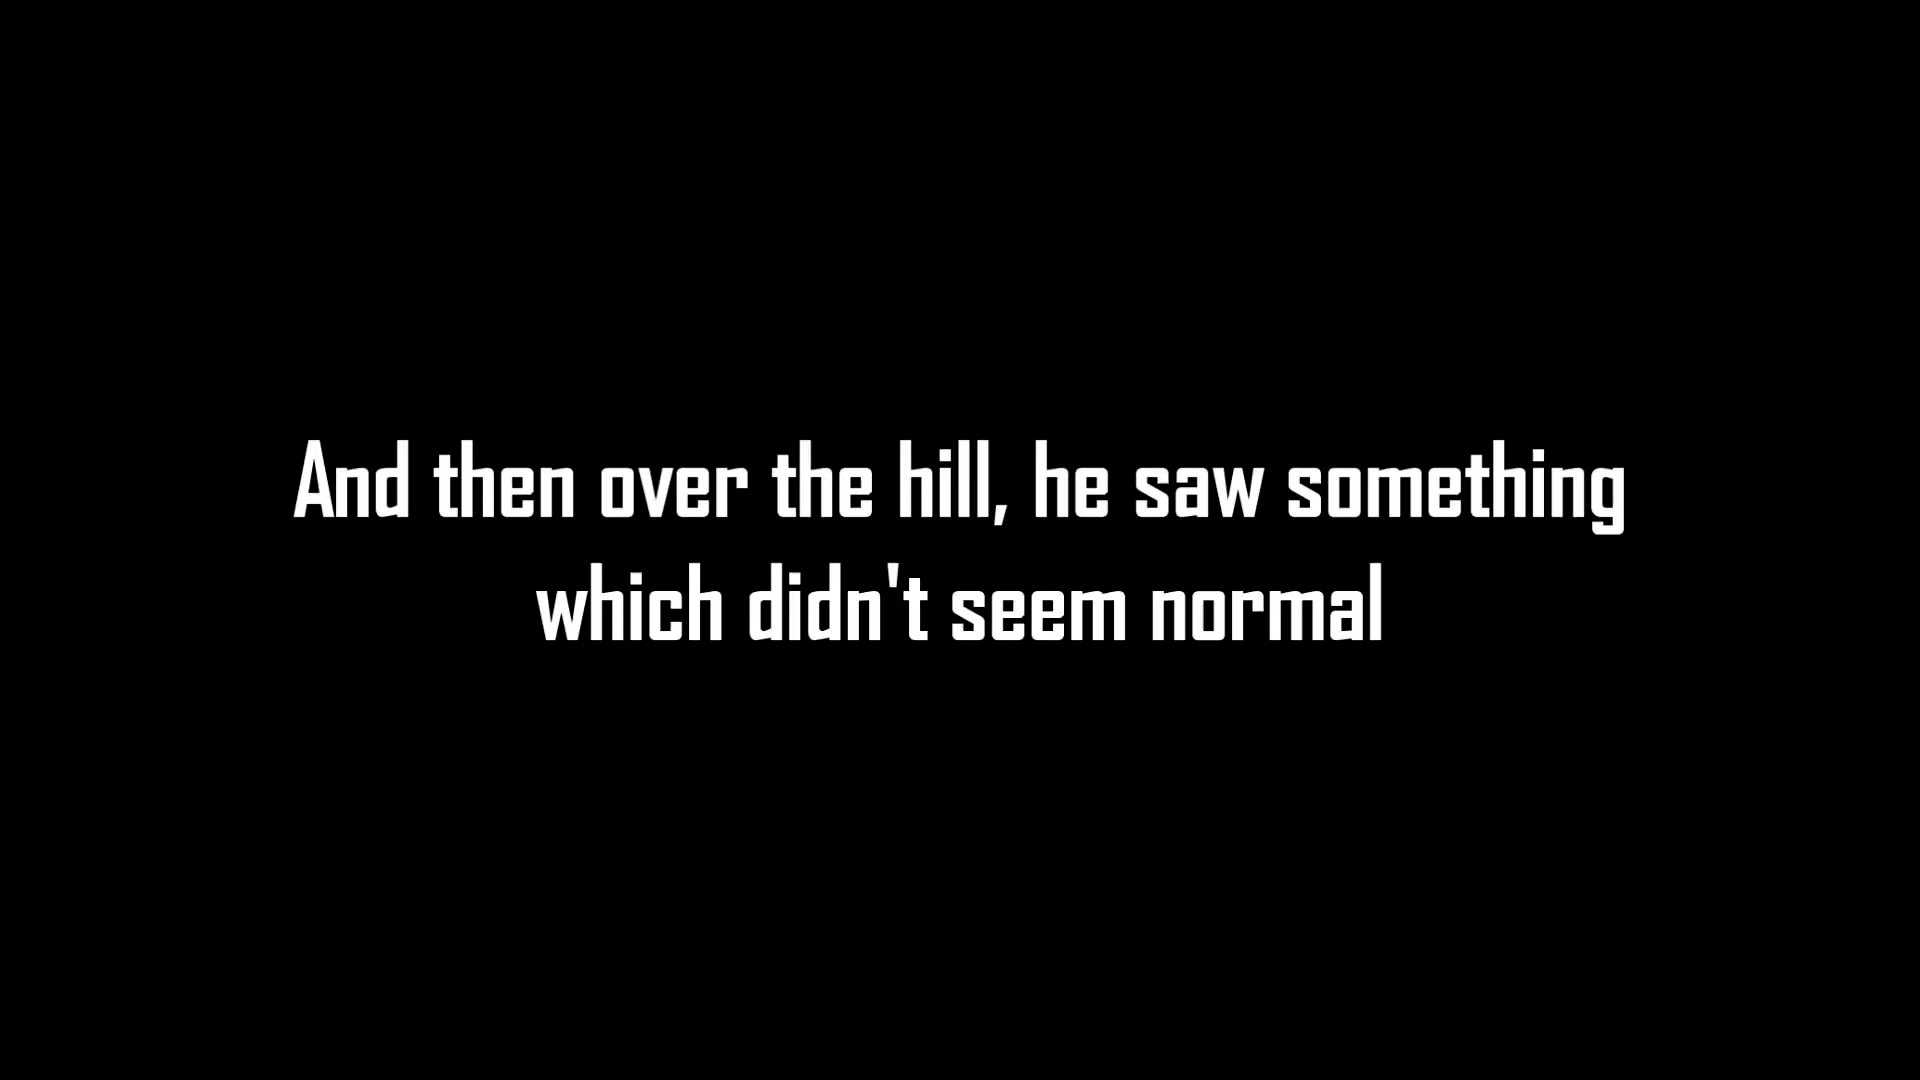 And then over the hill, he saw something
which didn't seem normal